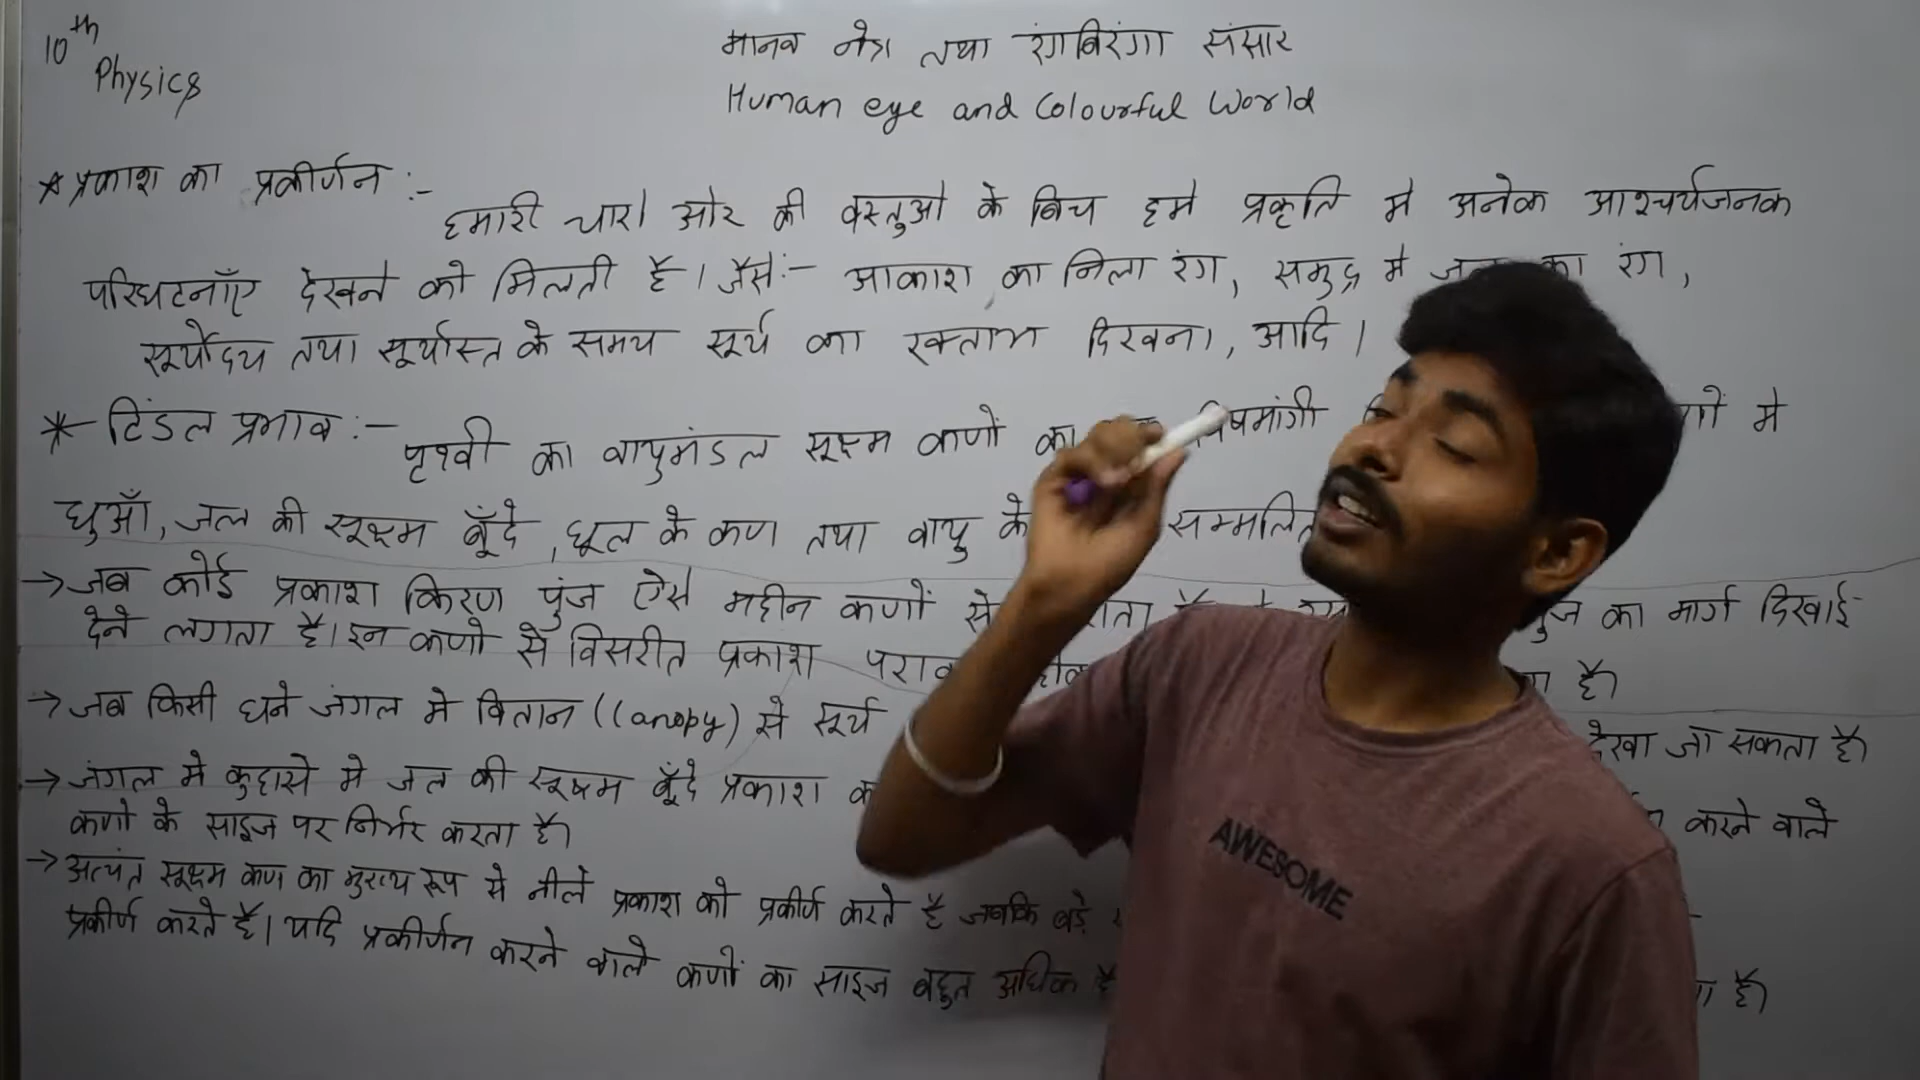 10th
Physics
मानव नेत्र तथा रंगबिरंगा संसार
Human eye and Colourful World
* प्रकाश का प्रकीर्णन :-
हमारी चारो ओर की वस्तुओ के बिच हमे प्रकृति मे अनेक आश्चर्यजनक
परिघटनाँए देखने को मिलती है । जैसे:- आकाश का निला रंग, समुद्र मे का रंग,
सूर्योदय तथा सूर्यास्त के समय सूर्य का रक्ताभ दिखना, आदि ।
* टिंडल प्रभाव :- पृथ्वी का वायुमंडल सूक्ष्म कणों का विषमांगी मे
धुआँ, जल की सूक्ष्म बूँदे, धूल के कण तथा वायु के सम्मलित
→ जब कोई प्रकाश किरण पुंज ऐसे महीन कणों से का मार्ग दिखाई
देने लगता है। इन कणो से विसरीत प्रकाश है।
→ जब किसी घने जंगल मे वितान (Canopy) से सूर्य देखा जा सकता है।
→ जंगल मे कुहासे मे जल की सूक्ष्म बूँदे प्रकाश करने वाले
कणो के साइज पर निर्भर करता है।
→ अत्यंत सूक्ष्म कण का मुख्य रूप से नीले प्रकाश को प्रकीर्ण करते है जबकि बड़े
प्रकीर्ण करते है। यदि प्रकीर्णन करने वाले कणों का साइज बहुत अधिक है है।
AWESOME